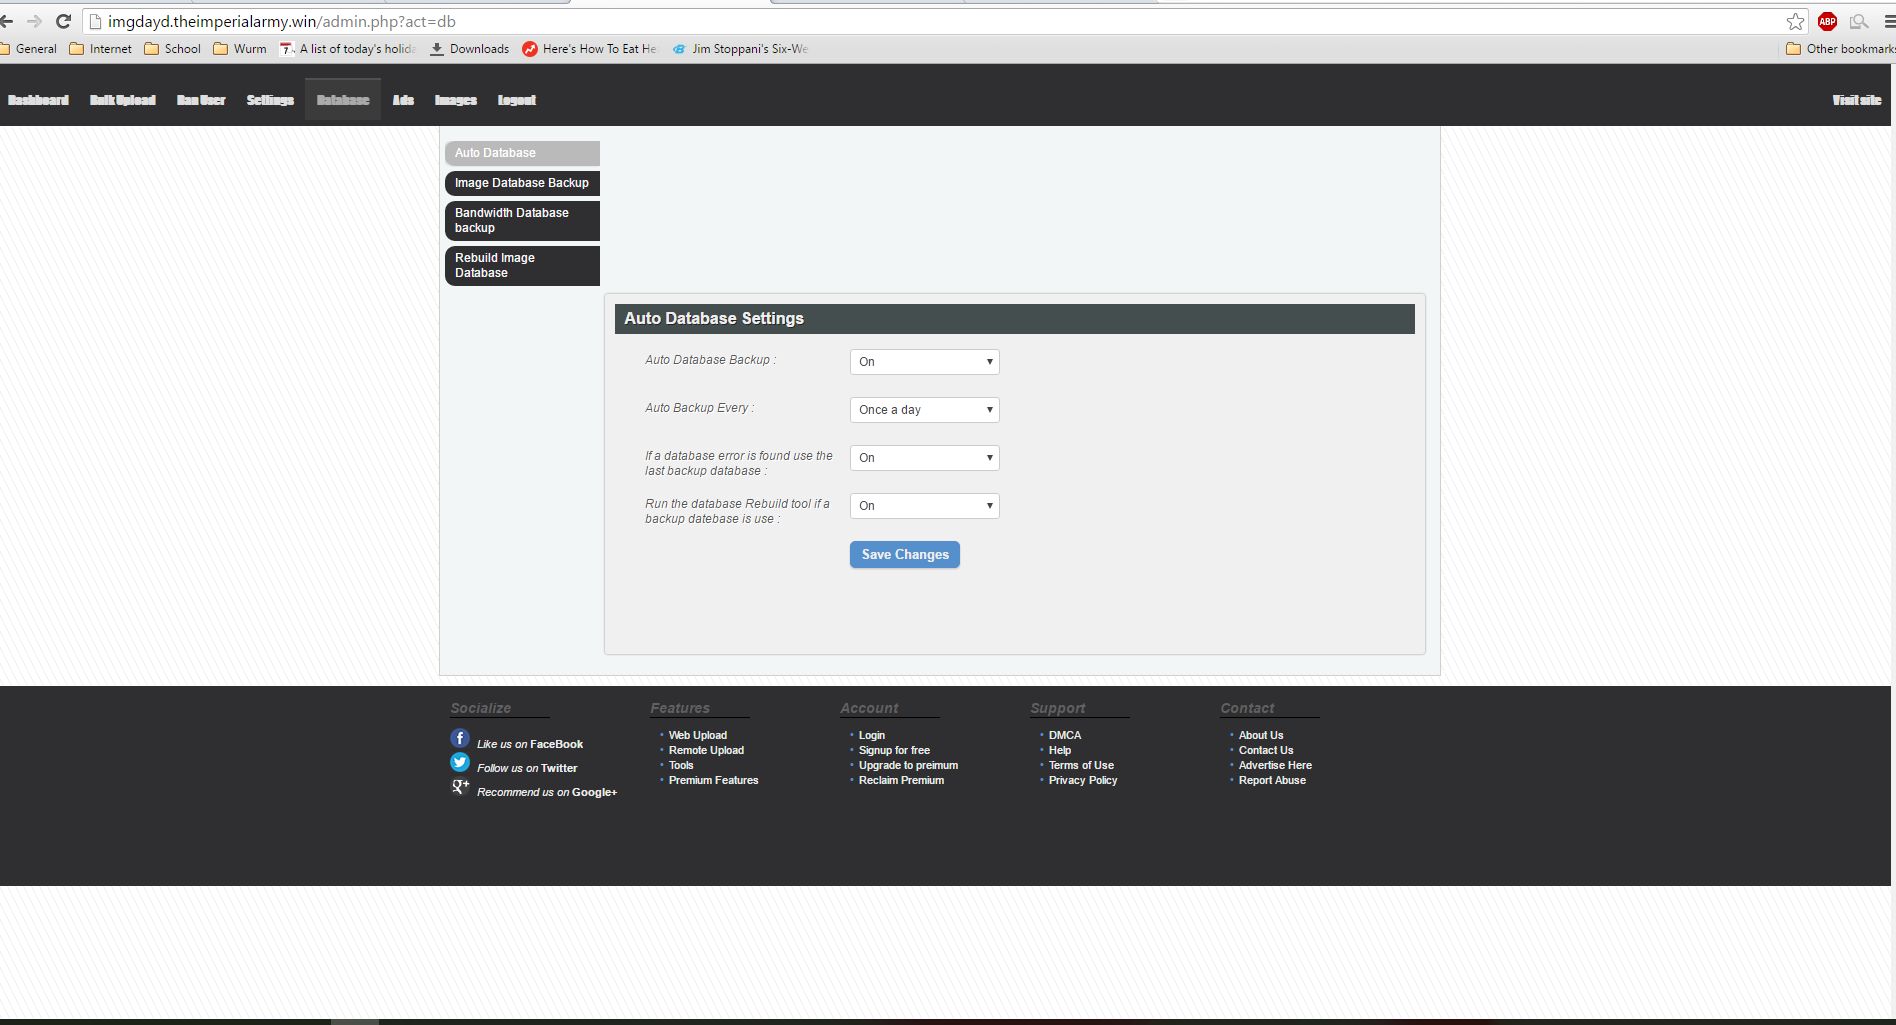 imgdayd.theimperialarmy.win/admin.php?act=db
ABP
General Internet School Wurm 7 A list of today's holid Downloads Here's How To Eat He Jim Stoppani's Six-We Other bookmarks
Dashboard Bulk Upload Ban User Settings Database Ads Images Logout Visit site
Auto Database
Image Database Backup
Bandwidth Database
backup
Rebuild Image
Database
Auto Database Settings
Auto Database Backup : On
Auto Backup Every : Once a day
If a database error is found use the
last backup database : On
Run the database Rebuild tool if a
backup datebase is use : On
Save Changes
Socialize
Like us on FaceBook
Follow us on Twitter
Recommend us on Google+
Features
Web Upload
Remote Upload
Tools
Premium Features
Account
Login
Signup for free
Upgrade to preimum
Reclaim Premium
Support
DMCA
Help
Terms of Use
Privacy Policy
Contact
About Us
Contact Us
Advertise Here
Report Abuse